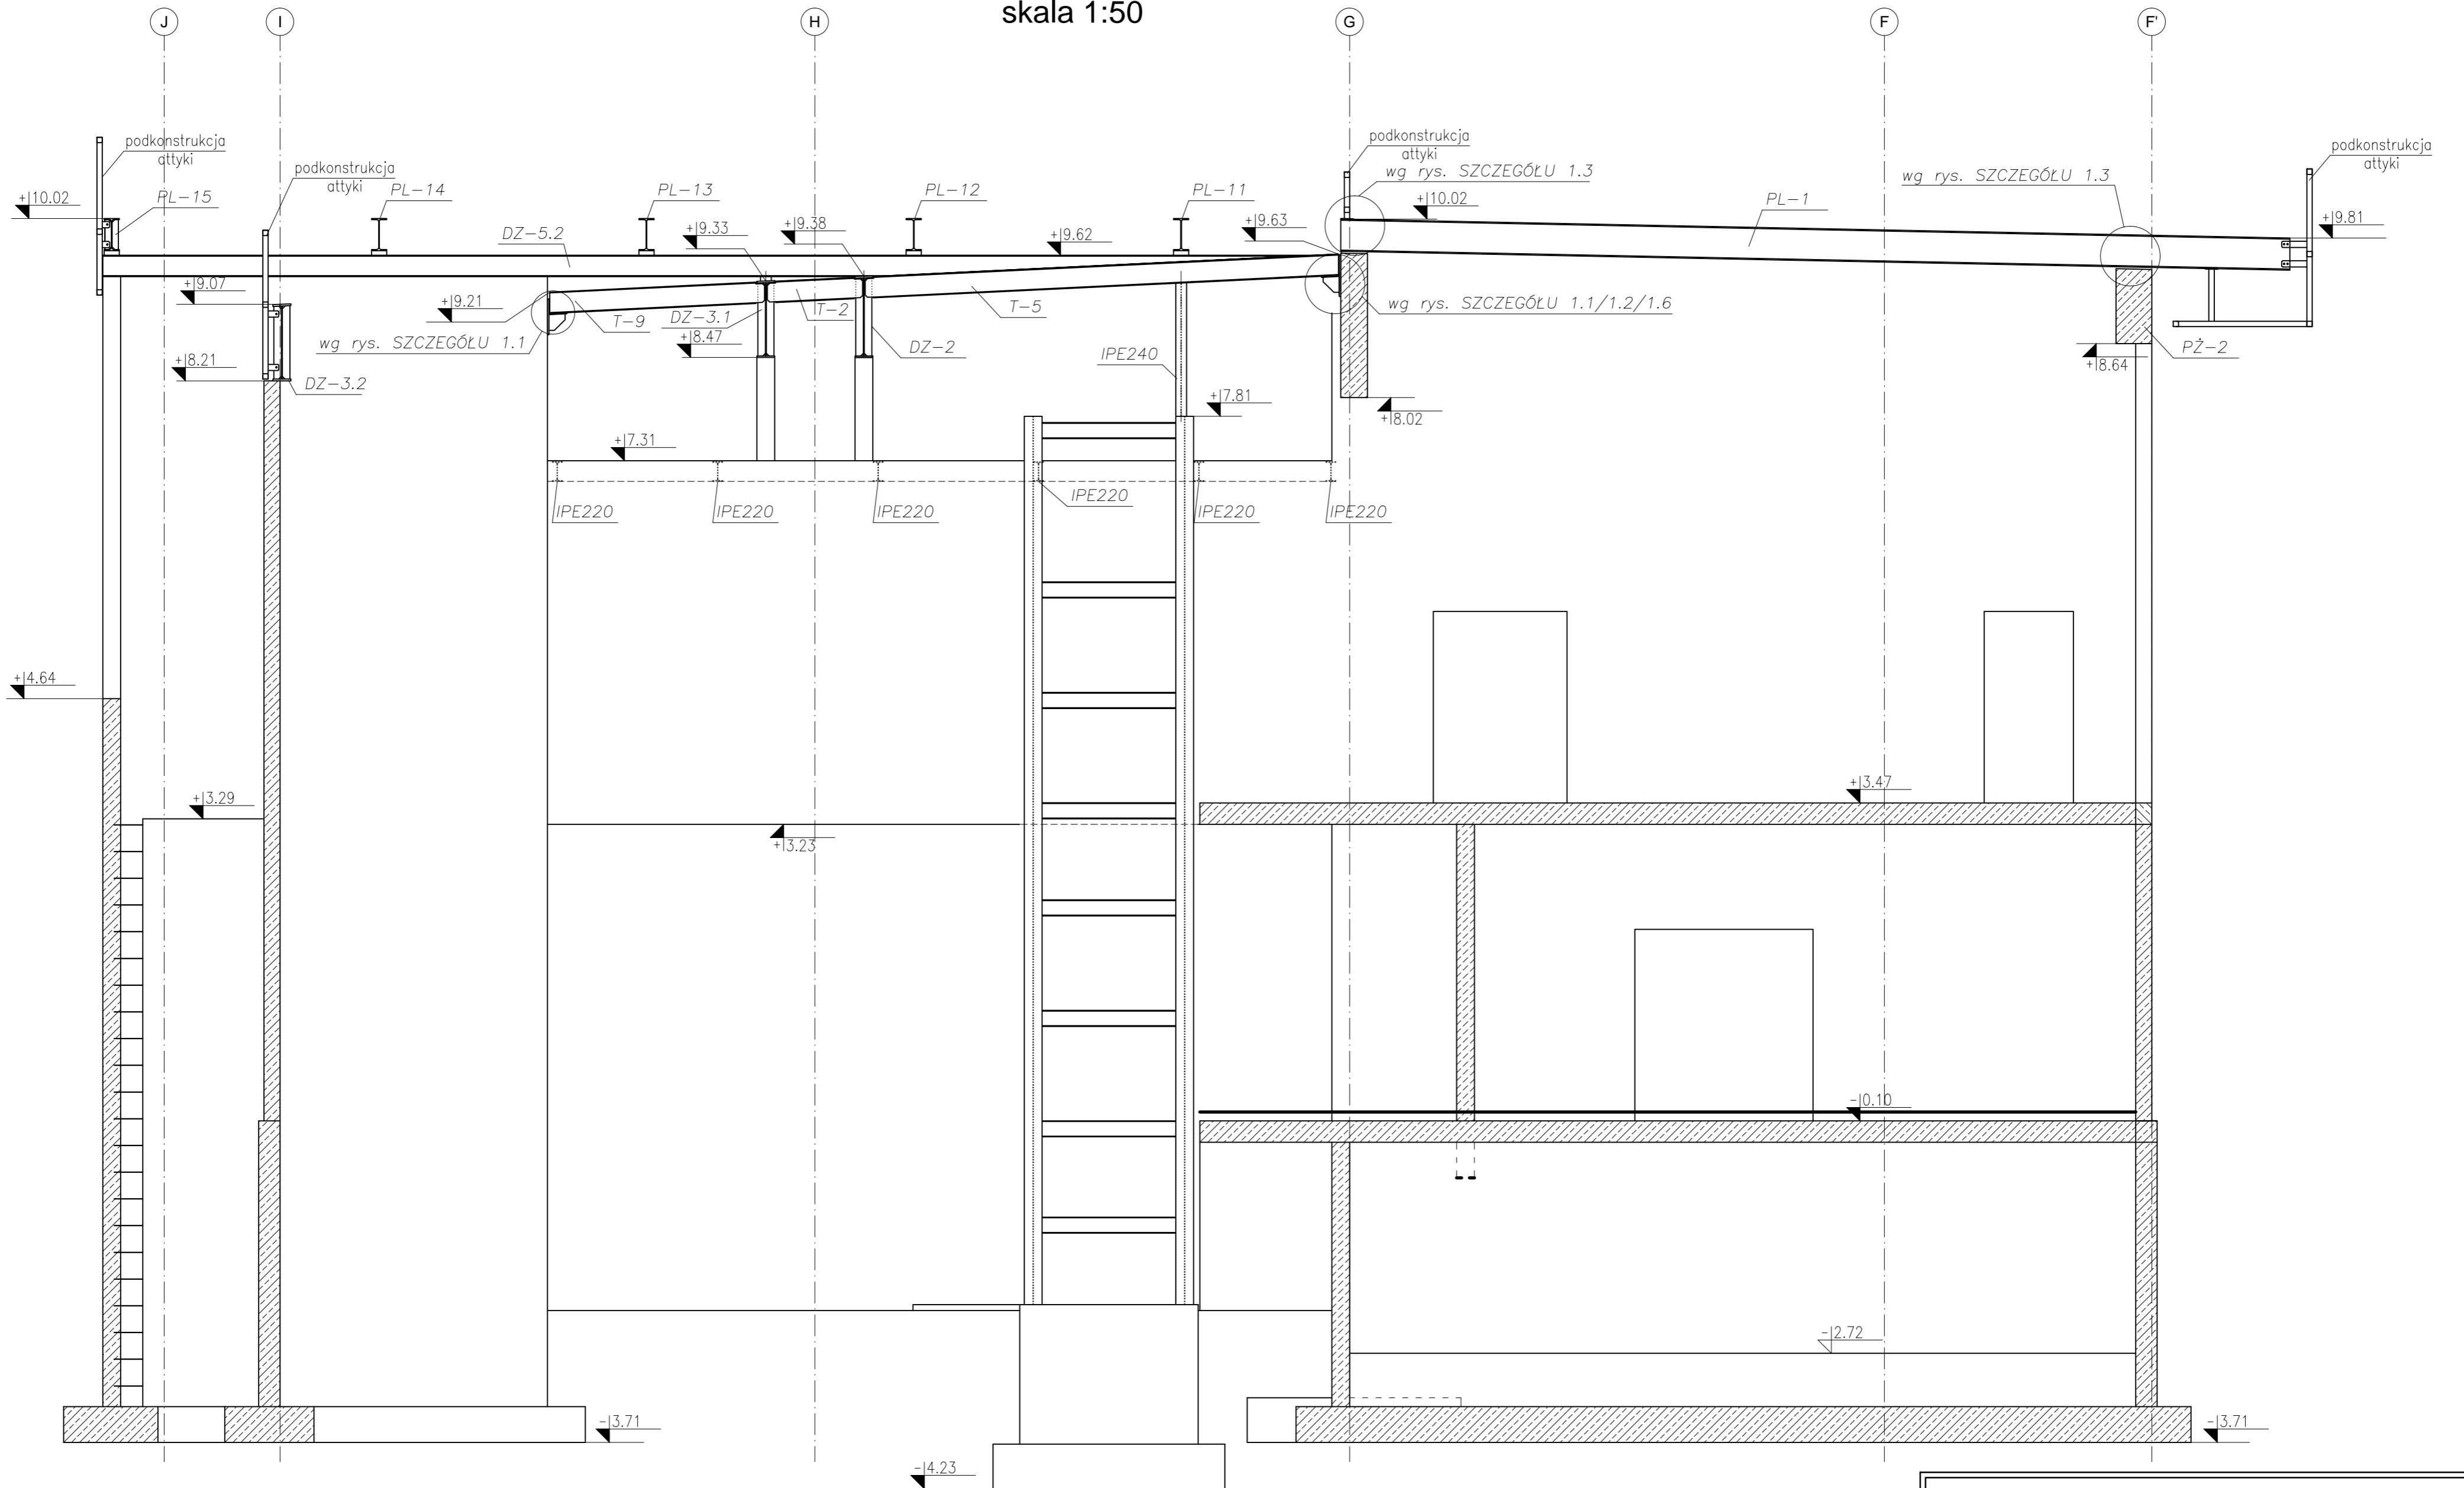 skala 1:50
J
I
H
G
F
F'
podkonstrukcja
attyki
podkonstrukcja
attyki
podkonstrukcja
attyki
podkonstrukcja
attyki
wg rys. SZCZEGÓŁU 1.3
wg rys. SZCZEGÓŁU 1.3
+10.02
PL-15
PL-14
PL-13
PL-12
PL-11
+10.02
PL-1
+9.81
DZ-5.2
+9.33
+9.38
+9.62
+9.63
+9.07
+9.21
T-9
DZ-3.1
T-2
T-5
wg rys. SZCZEGÓŁU 1.1/1.2/1.6
wg rys. SZCZEGÓŁU 1.1
+8.47
DZ-2
IPE240
PŻ-2
+8.64
+8.21
DZ-3.2
+7.81
+8.02
+7.31
IPE220
IPE220
IPE220
IPE220
IPE220
IPE220
+4.64
+3.29
+3.47
+3.23
-0.10
-2.72
-3.71
-3.71
-4.23